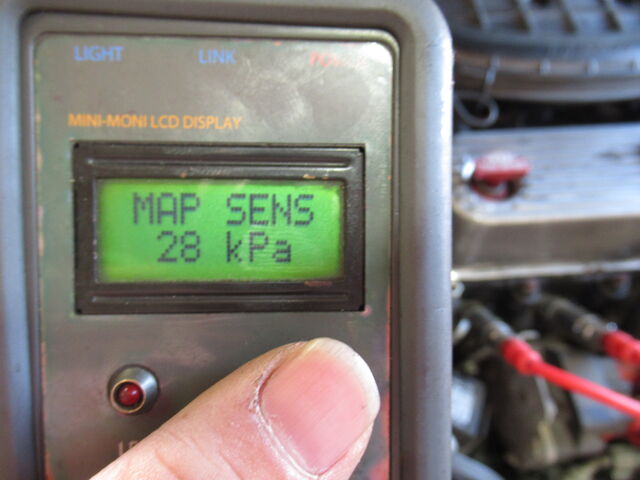 LIGHT LINK
MINI-MONI LCD DISPLAY
MAP SENS
28 kPa